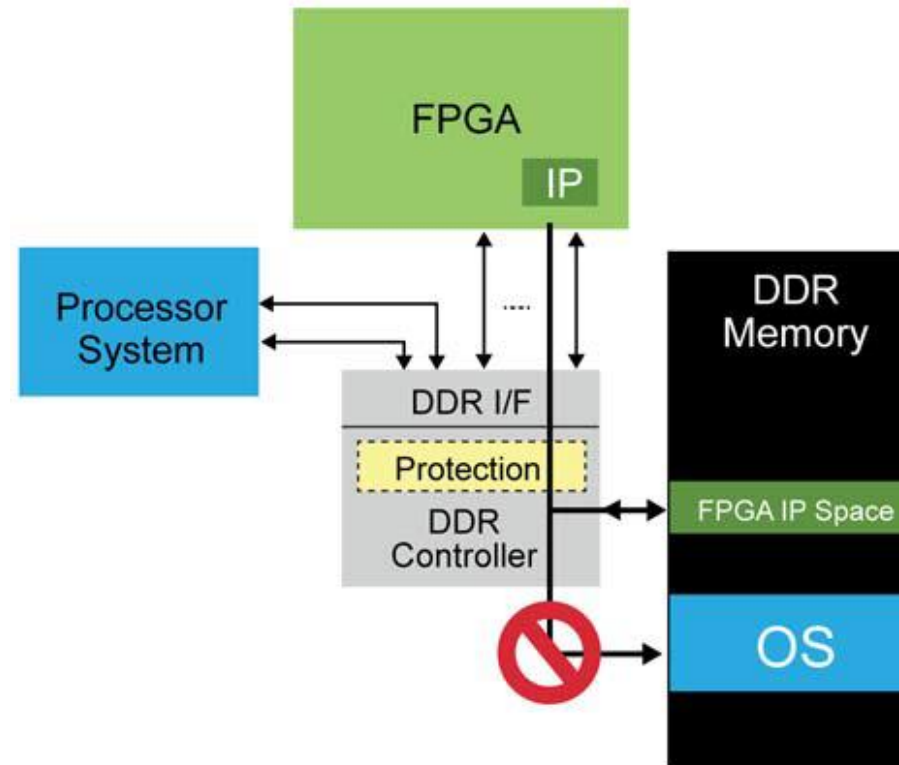 FPGA
IP
Processor
System
....
DDR
Memory
DDR I/F
Protection
DDR
Controller
FPGA IP Space
OS